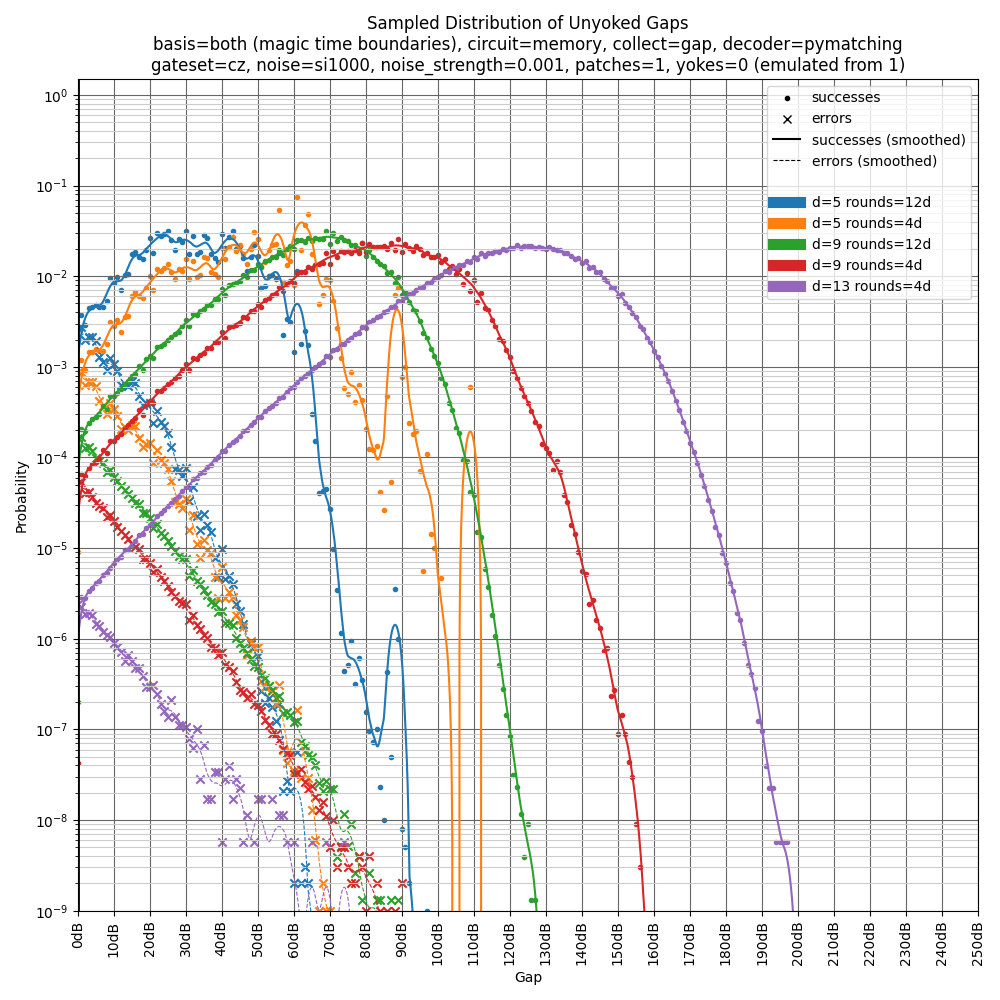 Sampled Distribution of Unyoked Gaps
basis=both (magic time boundaries), circuit=memory, collect=gap, decoder=pymatching
gateset=cz, noise=si1000, noise_strength=0.001, patches=1, yokes=0 (emulated from 1)
successes
errors
successes (smoothed)
errors (smoothed)
d=5 rounds=12d
d=5 rounds=4d
d=9 rounds=12d
d=9 rounds=4d
d=13 rounds=4d
Probability
10⁰
10⁻¹
10⁻²
10⁻³
10⁻⁴
10⁻⁵
10⁻⁶
10⁻⁷
10⁻⁸
10⁻⁹
0dB 10dB 20dB 30dB 40dB 50dB 60dB 70dB 80dB 90dB 100dB 110dB 120dB 130dB 140dB 150dB 160dB 170dB 180dB 190dB 200dB 210dB 220dB 230dB 240dB 250dB
Gap